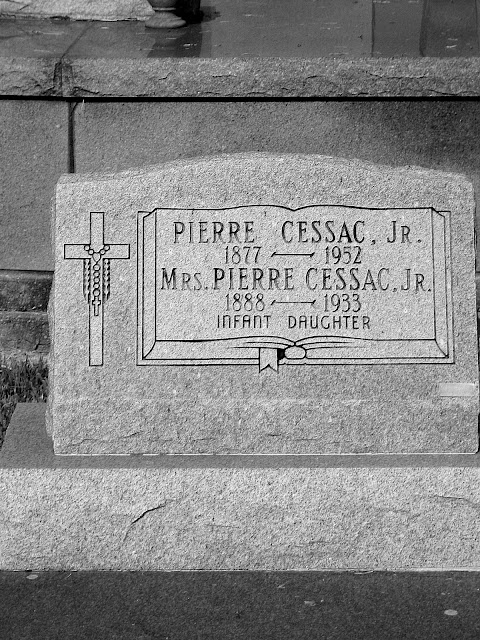 PIERRE CESSAC, JR.
1877 1952
MRS. PIERRE CESSAC, JR.
1888 1933
INFANT DAUGHTER